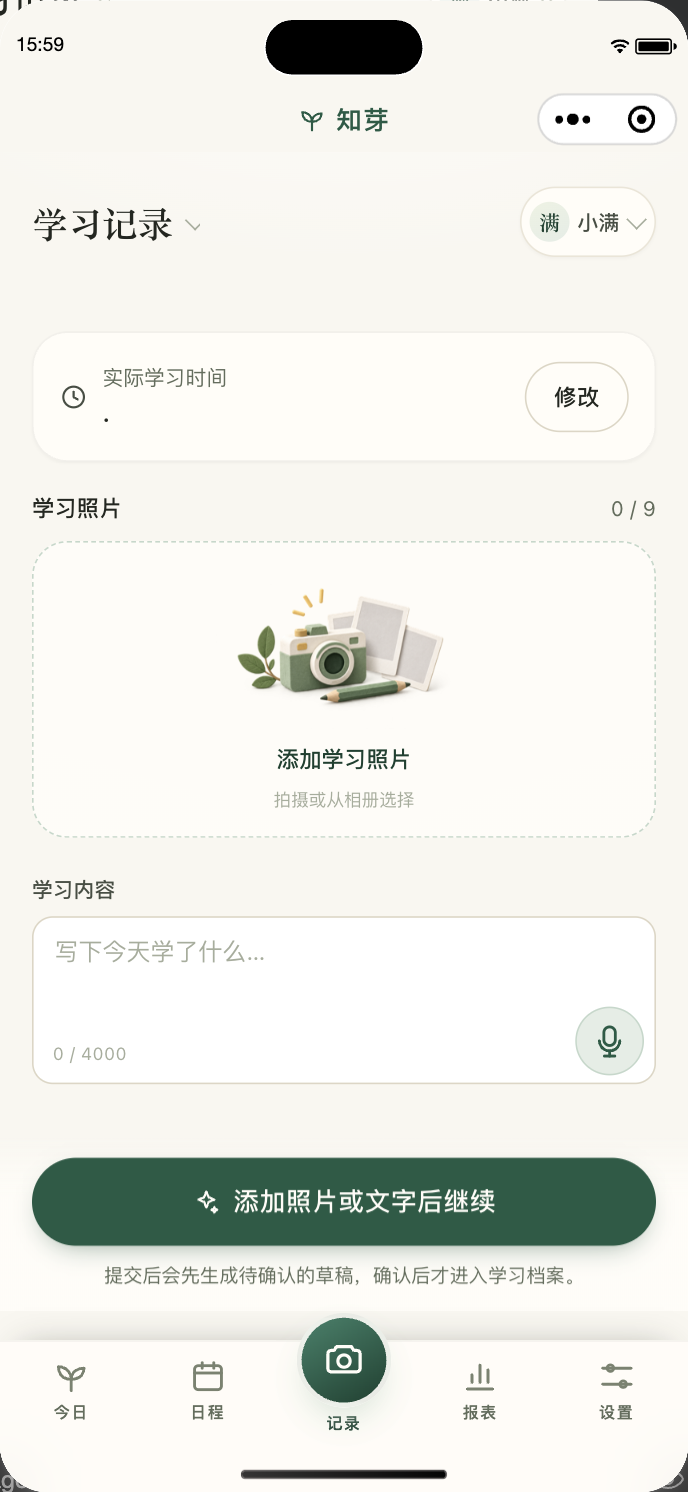 15:59
知芽
学习记录
满 小满
实际学习时间
·
修改
学习照片
0 / 9
添加学习照片
拍摄或从相册选择
学习内容
写下今天学了什么...
0 / 4000
添加照片或文字后继续
提交后会先生成待确认的草稿，确认后才进入学习档案。
今日
日程
记录
报表
设置